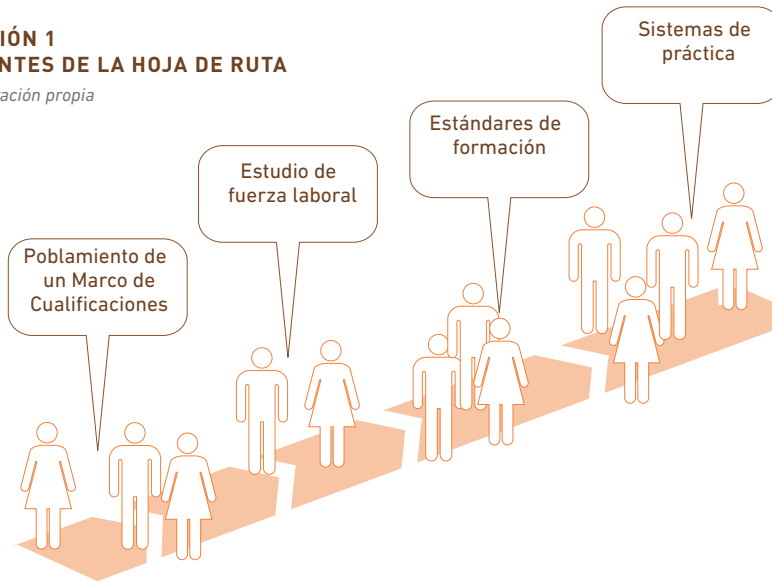 IÓN 1
NTES DE LA HOJA DE RUTA
ración propia
Sistemas de
práctica
Estándares de
formación
Estudio de
fuerza laboral
Poblamiento de
un Marco de
Cualificaciones